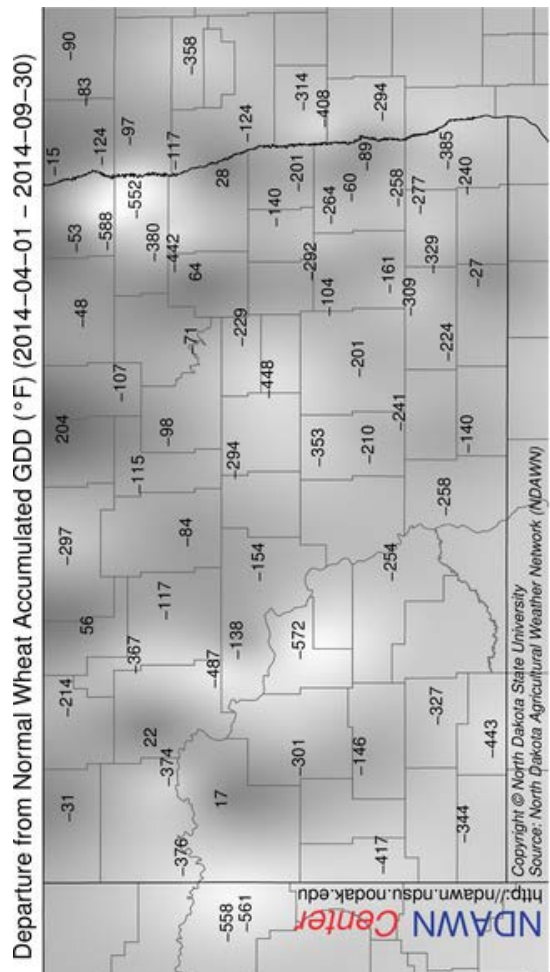 Departure from Normal Wheat Accumulated GDD (°F) (2014-04-01 - 2014-09-30)
-31 -214 56 -297 204 -48 -53 -15 -83 -90
-588 -124
-376 -374 22 -367 -117 -115 -98 -107 -380 -552 -97
-442 -117
-84 -71 64 -358
-558 17 -487 28
-561 -138 -154 -294 -448 -229 -140 -124
-301 -572 -353 -104 -292 -264 -201 -408 -314
-417 -146 -254 -210 -201 -161 -60 -89 -294
-241 -309 -258
-327 -258 -224 -329 -277 -385
-344 -443 -140 -27 -240
NDAWN Center
http://ndawn.ndsu.nodak.edu
Copyright © North Dakota State University
Source: North Dakota Agricultural Weather Network (NDAWN)